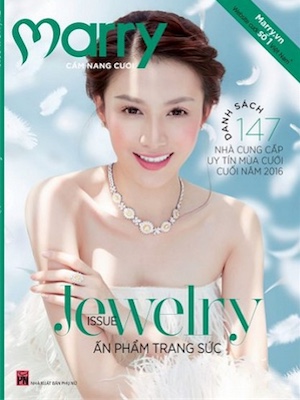 marry
CẨM NANG CƯỚI
Marry.vn
số 1
DANH SÁCH
147
NHÀ CUNG CẤP
UY TÍN MÙA CƯỚI
CUỐI NĂM 2016
Jewelry
ISSUE
ẤN PHẨM TRANG SỨC
PN
NHÀ XUẤT BẢN PHỤ NỮ